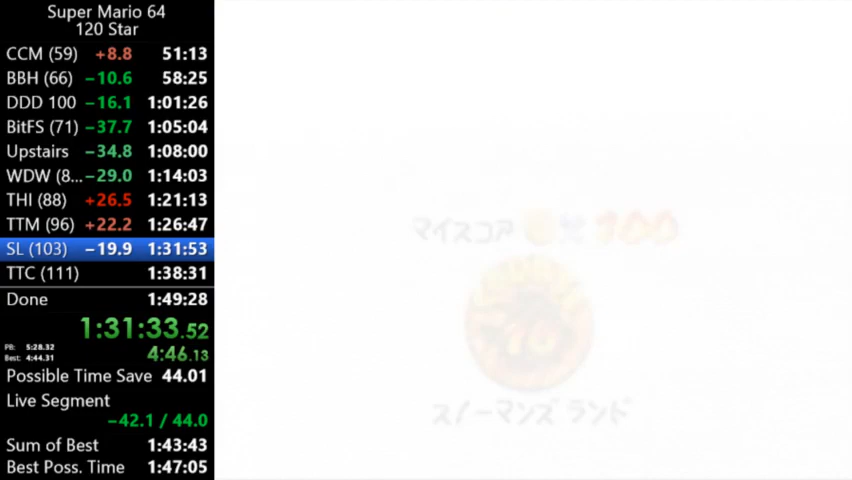 Super Mario 64
120 Star
CCM (59) +8.8 51:13
BBH (66) −10.6 58:25
DDD 100 −16.1 1:01:26
BitFS (71) −37.7 1:05:04
Upstairs −34.8 1:08:00
WDW (8... −29.0 1:14:03
THI (88) +26.5 1:21:13
TTM (96) +22.2 1:26:47
SL (103) −19.9 1:31:53
TTC (111) 1:38:31
Done 1:49:28
1:31:33.52
PB: 5:28.32
Best: 4:44.31
4:46.13
Possible Time Save 44.01
Live Segment
−42.1 / 44.0
Sum of Best 1:43:43
Best Poss. Time 1:47:05
マイスコア 100
10
スノーマンズ ランド